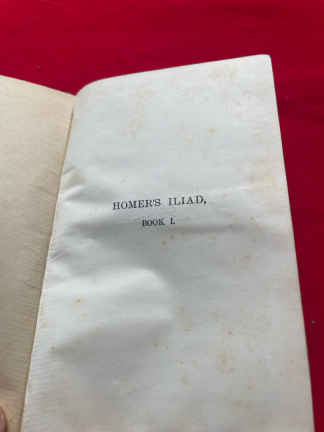 HOMER'S ILIAD,
BOOK I.